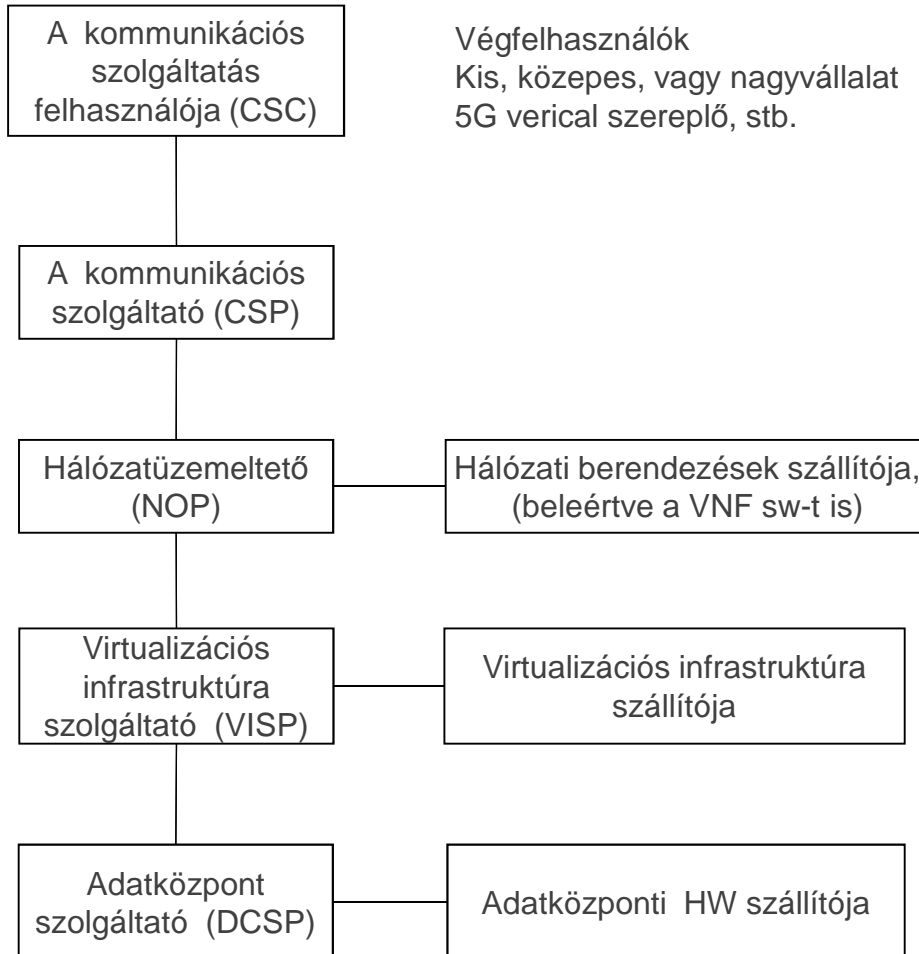 A kommunikációs
szolgáltatás
felhasználója (CSC)
Végfelhasználók
Kis, közepes, vagy nagyvállalat
5G verical szereplő, stb.
A kommunikációs
szolgáltató (CSP)
Hálózatüzemeltető
(NOP)
Hálózati berendezések szállítója,
(beleértve a VNF sw-t is)
Virtualizációs
infrastruktúra
szolgáltató (VISP)
Virtualizációs infrastruktúra
szállítója
Adatközpont
szolgáltató (DCSP)
Adatközponti HW szállítója